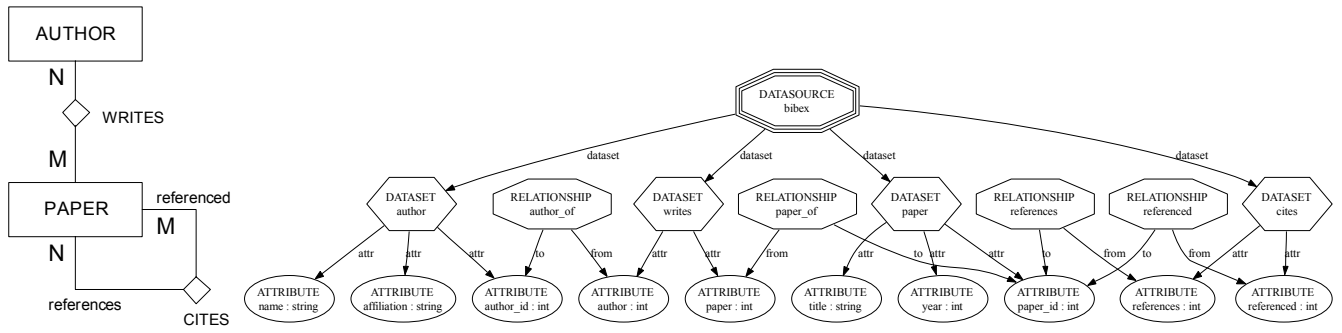 AUTHOR
N
WRITES
M
PAPER
referenced
M
N
references
CITES
DATASOURCE
bibex
dataset
dataset
dataset
dataset
DATASET
author
RELATIONSHIP
author_of
DATASET
writes
RELATIONSHIP
paper_of
DATASET
paper
RELATIONSHIP
references
RELATIONSHIP
referenced
DATASET
cites
attr
attr
attr
to
from
attr
attr
from
attr
attr
to
attr
to
from
to
from
attr
attr
ATTRIBUTE
name : string
ATTRIBUTE
affiliation : string
ATTRIBUTE
author_id : int
ATTRIBUTE
author : int
ATTRIBUTE
paper : int
ATTRIBUTE
title : string
ATTRIBUTE
year : int
ATTRIBUTE
paper_id : int
ATTRIBUTE
references : int
ATTRIBUTE
referenced : int